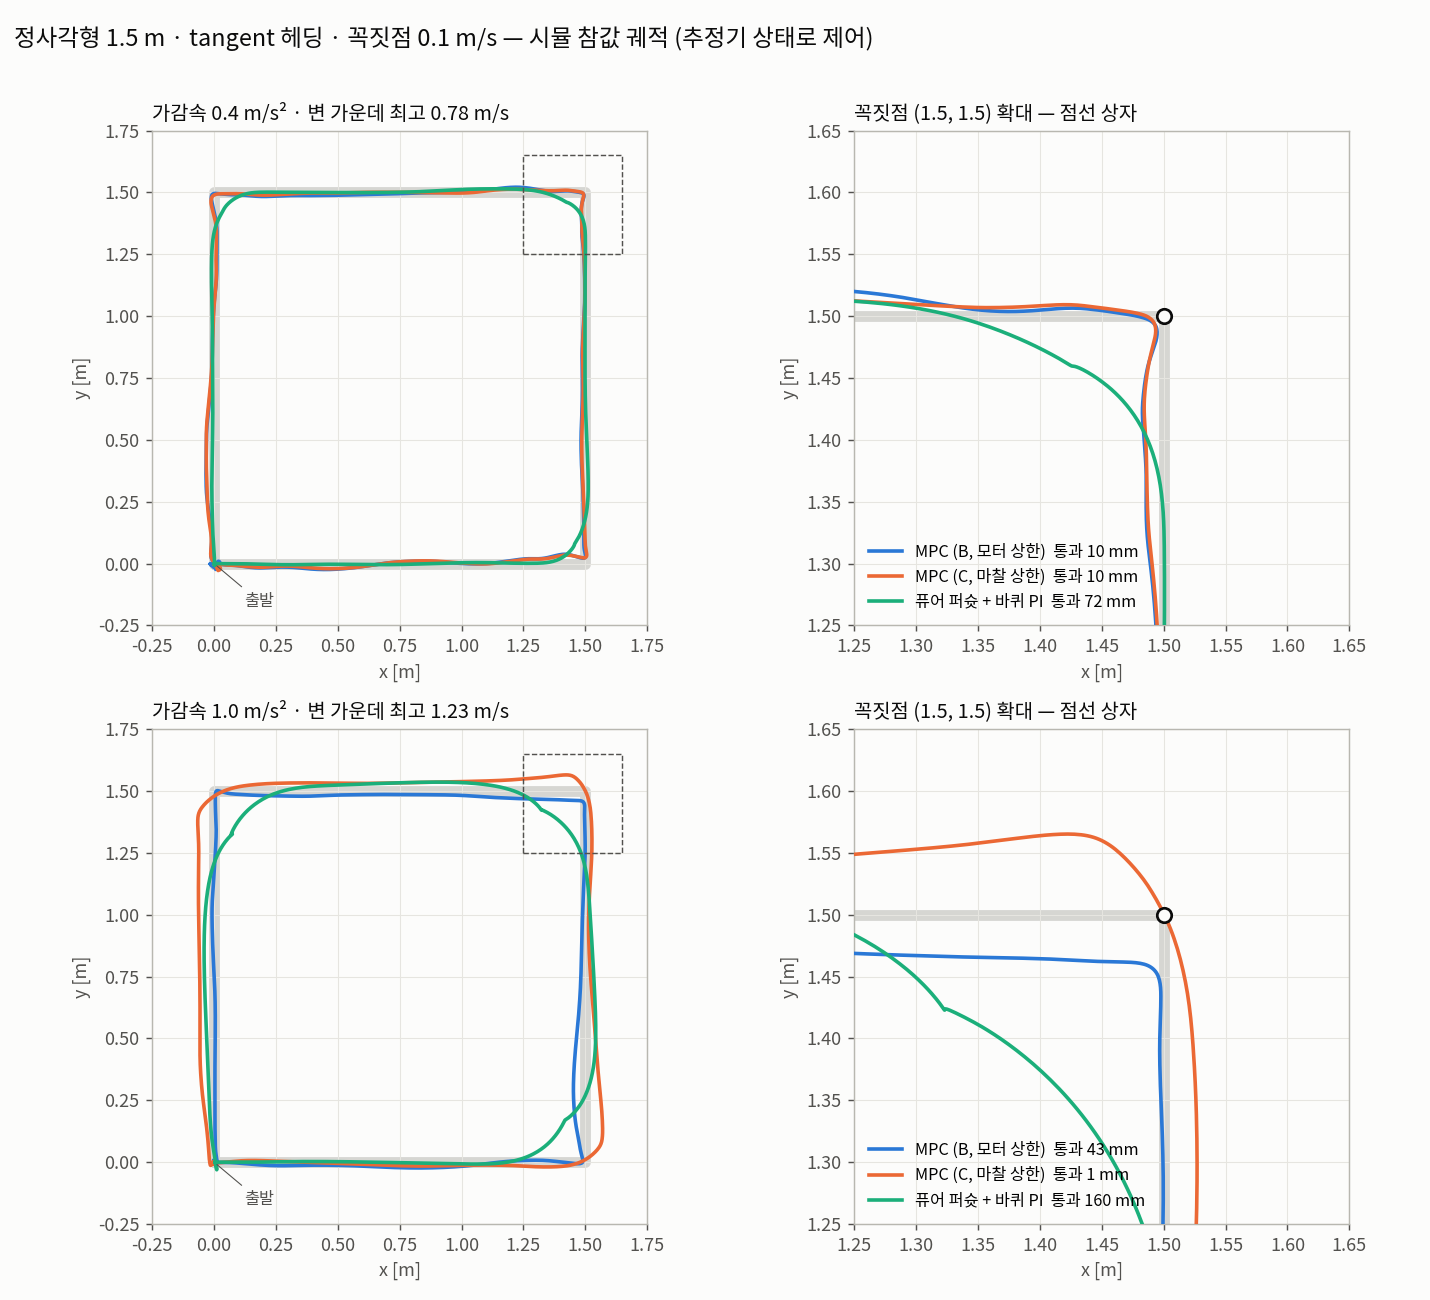 정사각형 1.5 m · tangent 헤딩 · 꼭짓점 0.1 m/s — 시뮬 참값 궤적 (추정기 상태로 제어)
가감속 0.4 m/s² · 변 가운데 최고 0.78 m/s
1.75
1.50
1.25
1.00
0.75
0.50
0.25
0.00
-0.25
y [m]
출발
-0.25 0.00 0.25 0.50 0.75 1.00 1.25 1.50 1.75
x [m]
꼭짓점 (1.5, 1.5) 확대 — 점선 상자
1.65
1.60
1.55
1.50
1.45
1.40
1.35
1.30
1.25
y [m]
MPC (B, 모터 상한) 통과 10 mm
MPC (C, 마찰 상한) 통과 10 mm
퓨어 퍼슛 + 바퀴 PI 통과 72 mm
1.25 1.30 1.35 1.40 1.45 1.50 1.55 1.60 1.65
x [m]
가감속 1.0 m/s² · 변 가운데 최고 1.23 m/s
1.75
1.50
1.25
1.00
0.75
0.50
0.25
0.00
-0.25
y [m]
출발
-0.25 0.00 0.25 0.50 0.75 1.00 1.25 1.50 1.75
x [m]
꼭짓점 (1.5, 1.5) 확대 — 점선 상자
1.65
1.60
1.55
1.50
1.45
1.40
1.35
1.30
1.25
y [m]
MPC (B, 모터 상한) 통과 43 mm
MPC (C, 마찰 상한) 통과 1 mm
퓨어 퍼슛 + 바퀴 PI 통과 160 mm
1.25 1.30 1.35 1.40 1.45 1.50 1.55 1.60 1.65
x [m]